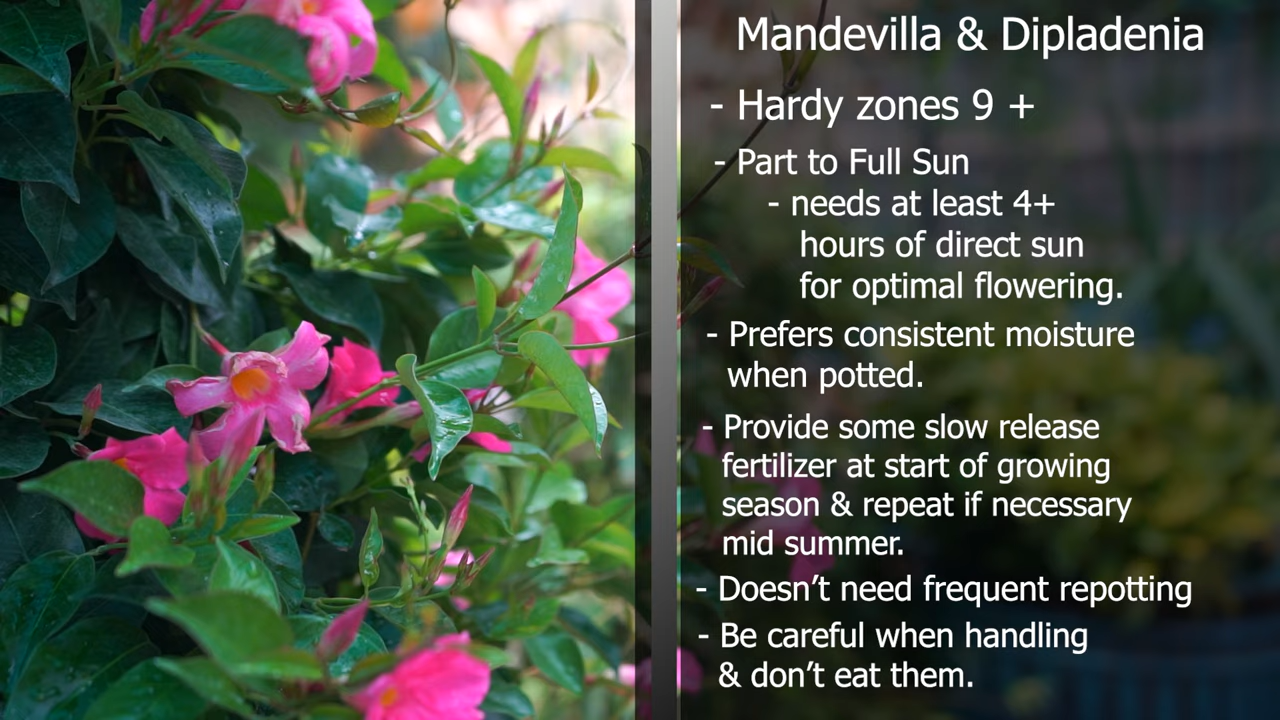 Mandevilla & Dipladenia
- Hardy zones 9 +
- Part to Full Sun
- needs at least 4+
hours of direct sun
for optimal flowering.
- Prefers consistent moisture
when potted.
- Provide some slow release
fertilizer at start of growing
season & repeat if necessary
mid summer.
- Doesn’t need frequent repotting
- Be careful when handling
& don’t eat them.